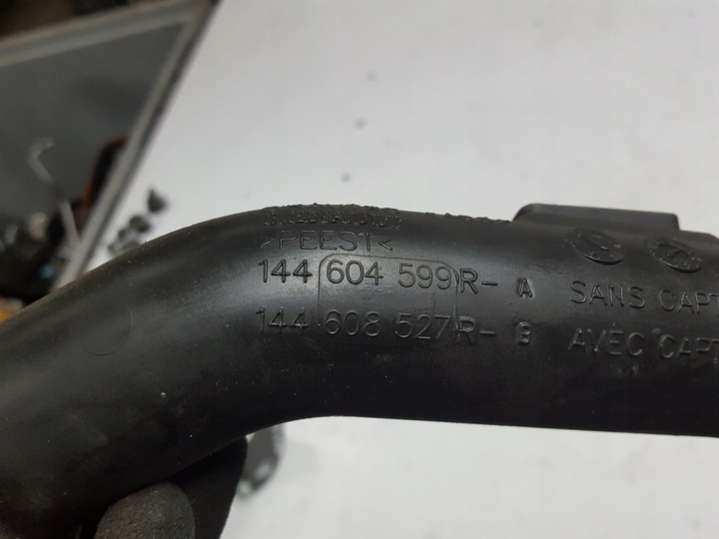 >PEEST<
144 604 599R- A SANS CAPT
144 608 527R- B AVEC CAPT